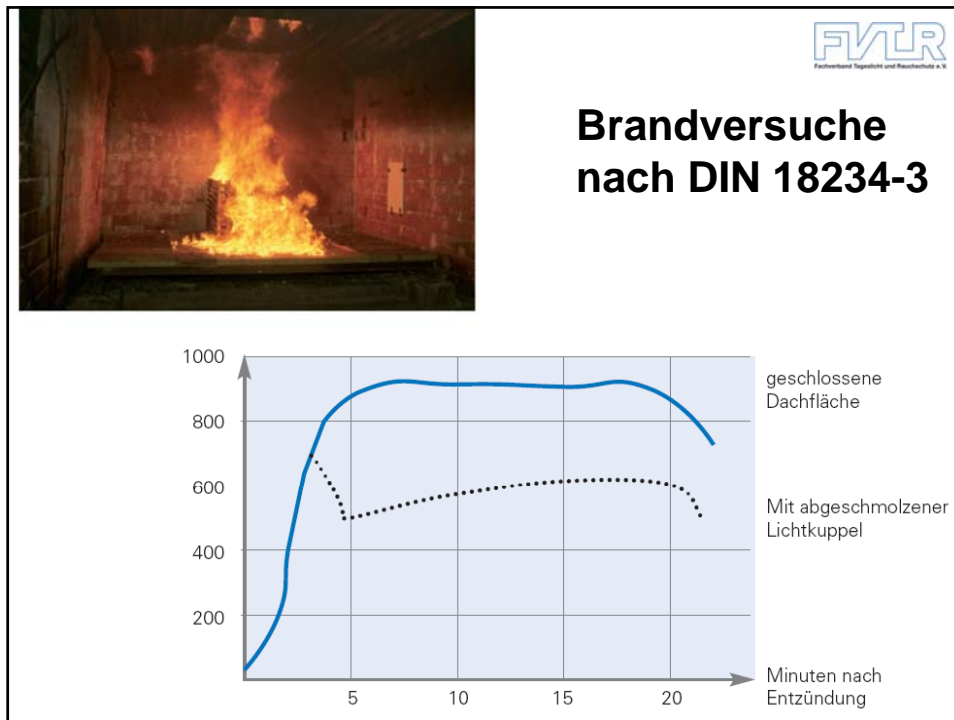 FVLR
Fachverband Tageslicht und Rauchschutz e.V.
Brandversuche
nach DIN 18234-3
1000
800
600
400
200
5
10
15
20
geschlossene
Dachfläche
Mit abgeschmolzener
Lichtkuppel
Minuten nach
Entzündung